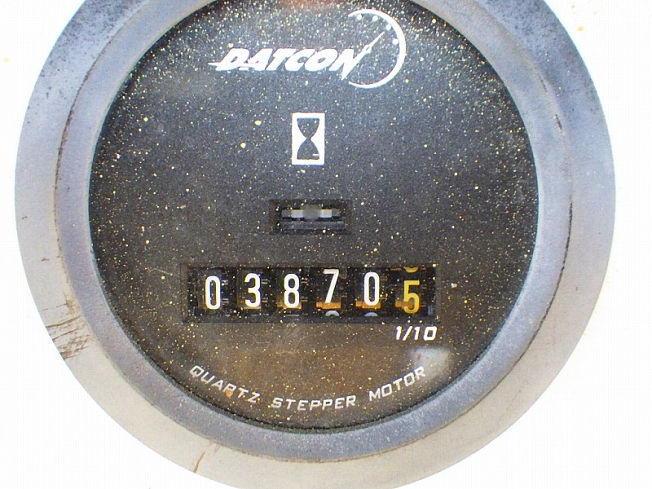 DATCON
038705
1/10
QUARTZ STEPPER MOTOR